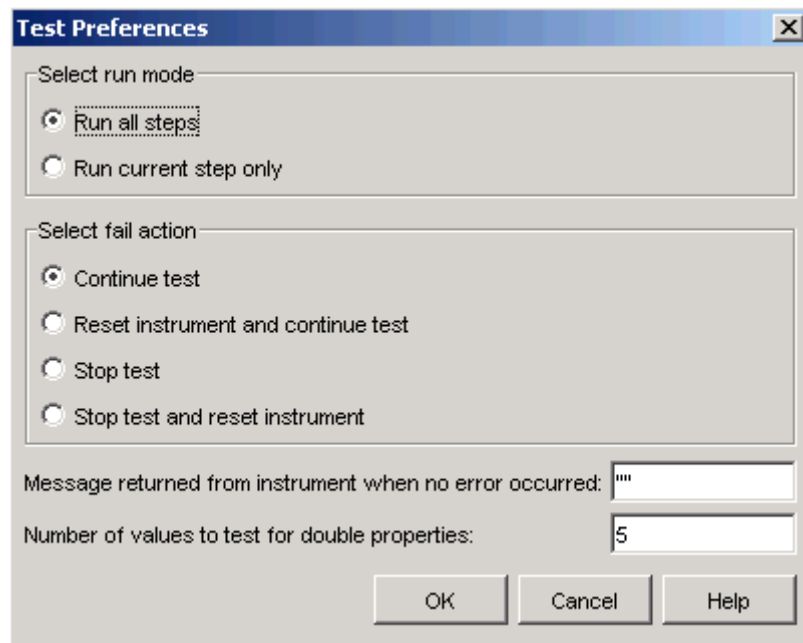 Test Preferences
Select run mode
Run all steps
Run current step only
Select fail action
Continue test
Reset instrument and continue test
Stop test
Stop test and reset instrument
Message returned from instrument when no error occurred: ""
Number of values to test for double properties: 5
OK Cancel Help